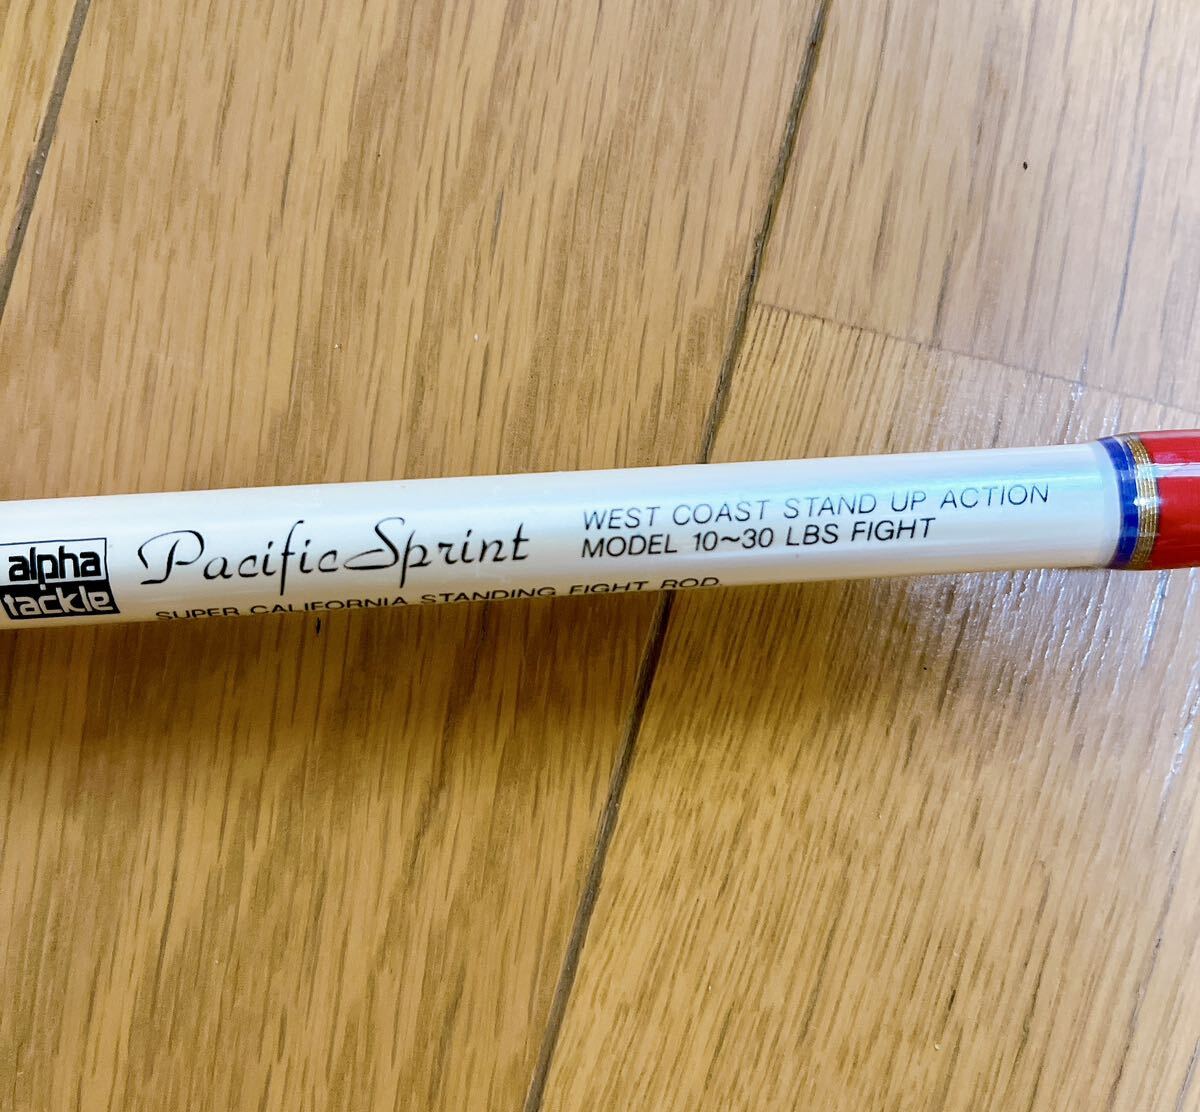 alpha
tackle
Pacific Sprint
SUPER CALIFORNIA STANDING FIGHT ROD
WEST COAST STAND UP ACTION
MODEL 10~30 LBS FIGHT